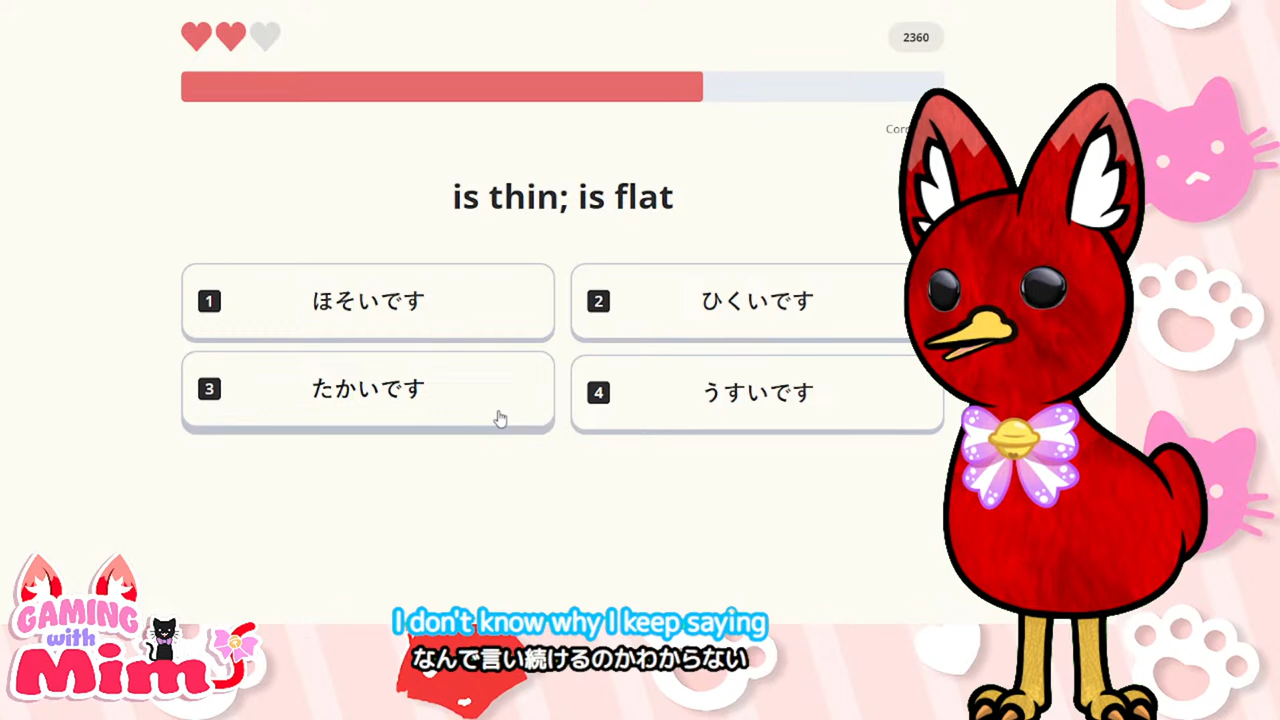 2360
is thin; is flat
1 ほそいです
2 ひくいです
3 たかいです
4 うすいです
GAMING
with
Mim
I don't know why I keep saying
なんで言い続けるのかわからない